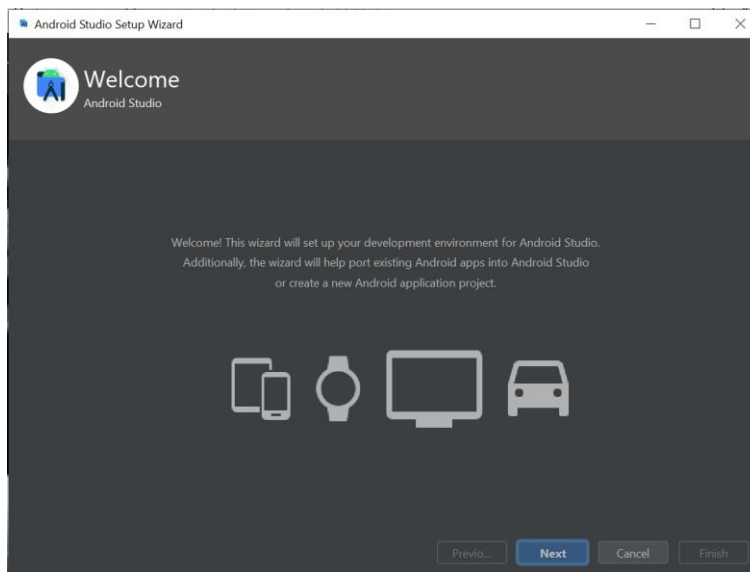 Android Studio Setup Wizard
Welcome
Android Studio
Welcome! This wizard will set up your development environment for Android Studio.
Additionally, the wizard will help port existing Android apps into Android Studio
or create a new Android application project.
Previo... Next Cancel Finish